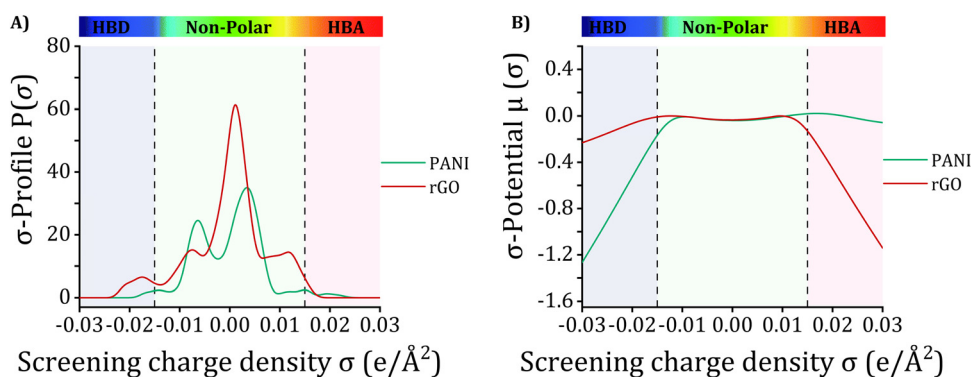 A)
HBD Non-Polar HBA
σ-Profile P(σ)
80
60
40
20
0
-0.03 -0.02 -0.01 0.00 0.01 0.02 0.03
Screening charge density σ (e/Å²)
PANI
rGO
B)
HBD Non-Polar HBA
σ-Potential μ (σ)
0.4
0.0
-0.4
-0.8
-1.2
-1.6
-0.03 -0.02 -0.01 0.00 0.01 0.02 0.03
Screening charge density σ (e/Å²)
PANI
rGO